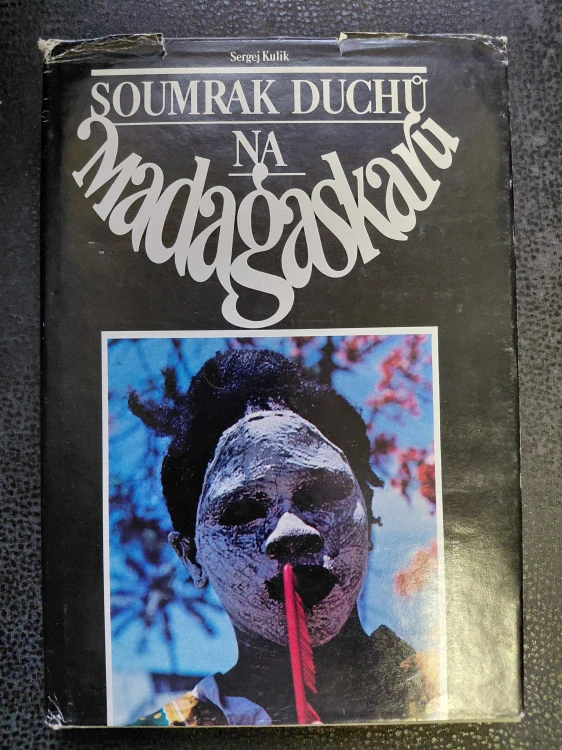 Sergej Kulik
SOUMRAK DUCHŮ
NA
Madagaskaru